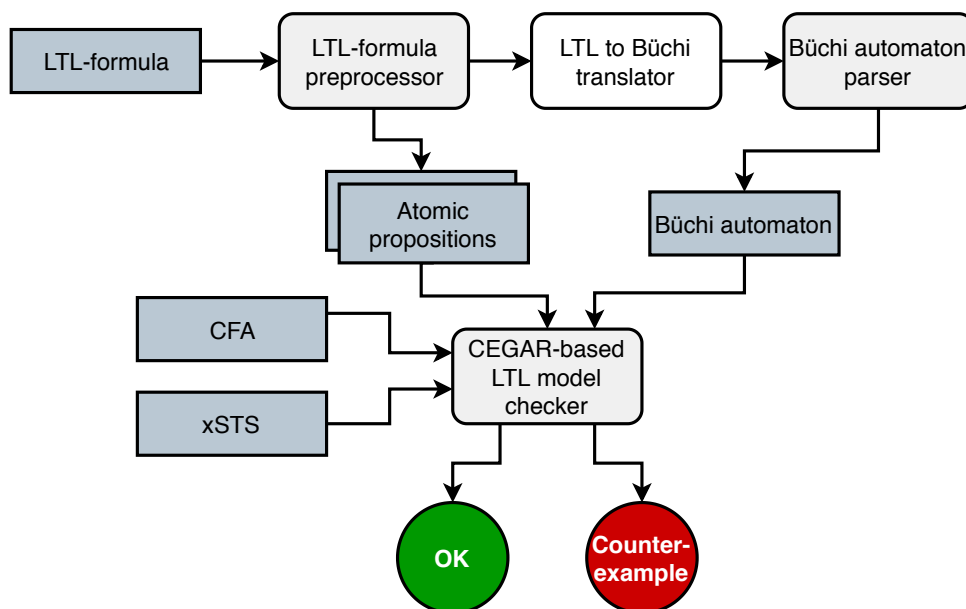 LTL-formula
LTL-formula
preprocessor
LTL to Büchi
translator
Büchi automaton
parser
Atomic
propositions
Büchi automaton
CFA
CEGAR-based
LTL model
checker
xSTS
OK
Counter-
example